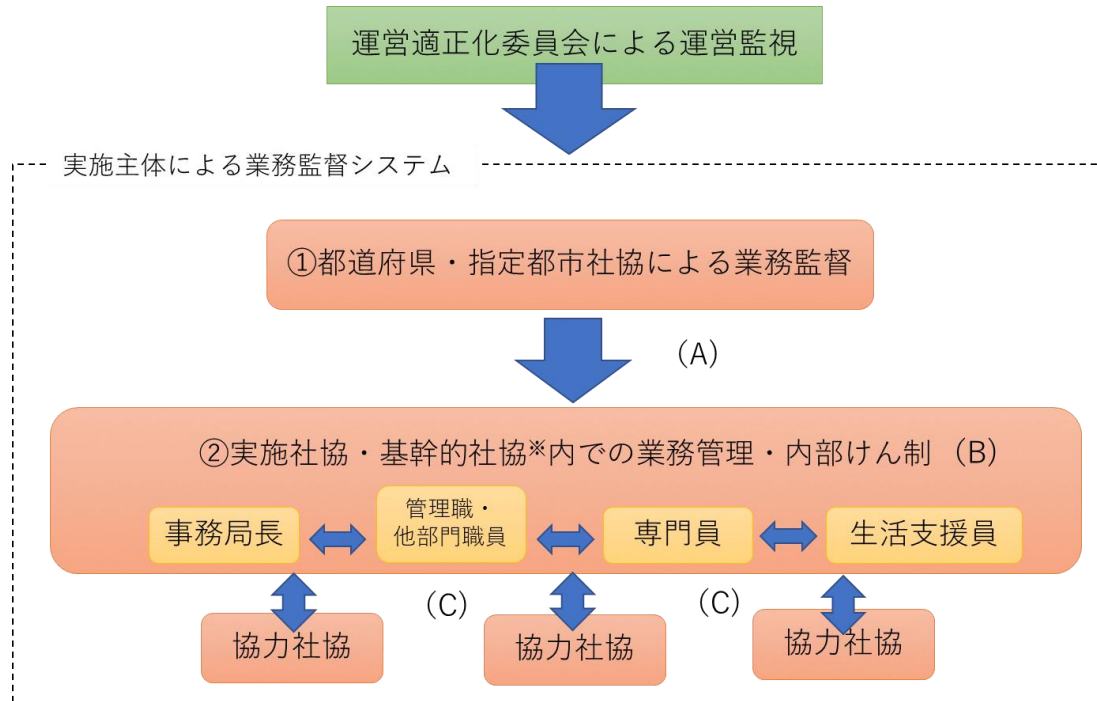 運営適正化委員会による運営監視
実施主体による業務監督システム
①都道府県・指定都市社協による業務監督
（A）
②実施社協・基幹的社協※内での業務管理・内部けん制（B）
事務局長
管理職・
他部門職員
専門員
生活支援員
（C）
（C）
協力社協
協力社協
協力社協